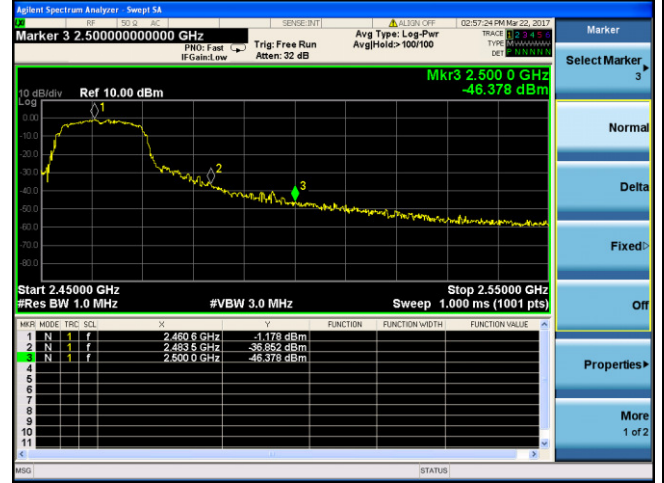 Agilent Spectrum Analyzer - Swept SA
RF 50 Ω AC SENSE:INT ALIGN OFF 02:57:24 PM Mar 22, 2017
Marker 3 2.500000000000 GHz
PNO: Fast
IFGain:Low
Trig: Free Run
Atten: 32 dB
Avg Type: Log-Pwr
Avg|Hold:>100/100
TRACE 1 2 3 4 5 6
TYPE M
DET P N N N N N
Mkr3 2.500 0 GHz
-46.378 dBm
10 dB/div Ref 10.00 dBm
Log
0.00
-10.0
-20.0
-30.0
-40.0
-50.0
-60.0
-70.0
-80.0
1
2
3
Start 2.45000 GHz Stop 2.55000 GHz
#Res BW 1.0 MHz #VBW 3.0 MHz Sweep 1.000 ms (1001 pts)
MKR MODE TRC SCL X Y FUNCTION FUNCTION WIDTH FUNCTION VALUE
1 N 1 f 2.460 6 GHz -1.178 dBm
2 N 1 f 2.483 5 GHz -36.852 dBm
3 N 1 f 2.500 0 GHz -46.378 dBm
4
5
6
7
8
9
10
11
MSG STATUS
Marker
Select Marker
3
Normal
Delta
Fixed
Off
Properties
More
1 of 2